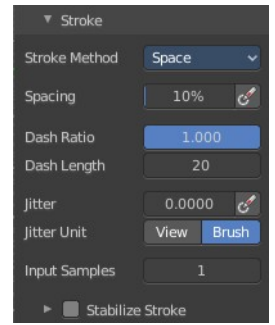 Stroke
Stroke Method Space
Spacing 10%
Dash Ratio 1.000
Dash Length 20
Jitter 0.0000
Jitter Unit View Brush
Input Samples 1
Stabilize Stroke